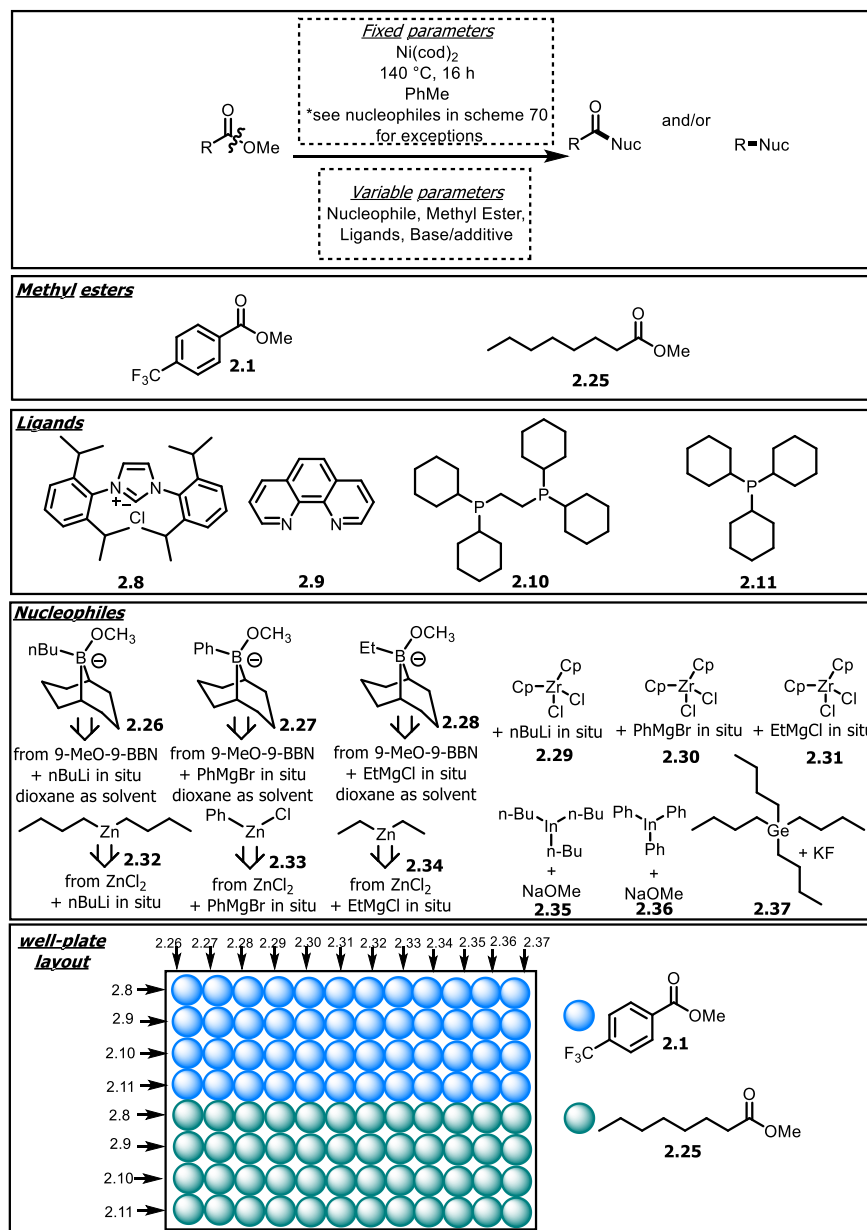 Fixed parameters
Ni(cod)2
140 °C, 16 h
PhMe
*see nucleophiles in scheme 70
for exceptions
O
R
OMe
O
R
Nuc
and/or
R
Nuc
Variable parameters
Nucleophile, Methyl Ester,
Ligands, Base/additive
Methyl esters
O
OMe
F3C
2.1
O
OMe
2.25
Ligands
N
N
+
−
Cl
2.8
N
N
2.9
P
P
2.10
P
2.11
Nucleophiles
nBu
OCH3
B
2.26
from 9-MeO-9-BBN
+ nBuLi in situ
dioxane as solvent
Ph
OCH3
B
2.27
from 9-MeO-9-BBN
+ PhMgBr in situ
dioxane as solvent
Et
OCH3
B
2.28
from 9-MeO-9-BBN
+ EtMgCl in situ
dioxane as solvent
Cp
Cp
Zr
Cl
Cl
+ nBuLi in situ
2.29
Cp
Cp
Zr
Cl
Cl
+ PhMgBr in situ
2.30
Cp
Cp
Zr
Cl
Cl
+ EtMgCl in situ
2.31
Zn
2.32
from ZnCl2
+ nBuLi in situ
Ph
Cl
Zn
2.33
from ZnCl2
+ PhMgBr in situ
Zn
2.34
from ZnCl2
+ EtMgCl in situ
n-Bu
n-Bu
In
n-Bu
+
NaOMe
2.35
Ph
Ph
In
Ph
+
NaOMe
2.36
Ge
+ KF
2.37
well-plate
layout
2.26 2.27 2.28 2.29 2.30 2.31 2.32 2.33 2.34 2.35 2.36 2.37
2.8
2.9
2.10
2.11
2.8
2.9
2.10
2.11
O
OMe
F3C
2.1
O
OMe
2.25